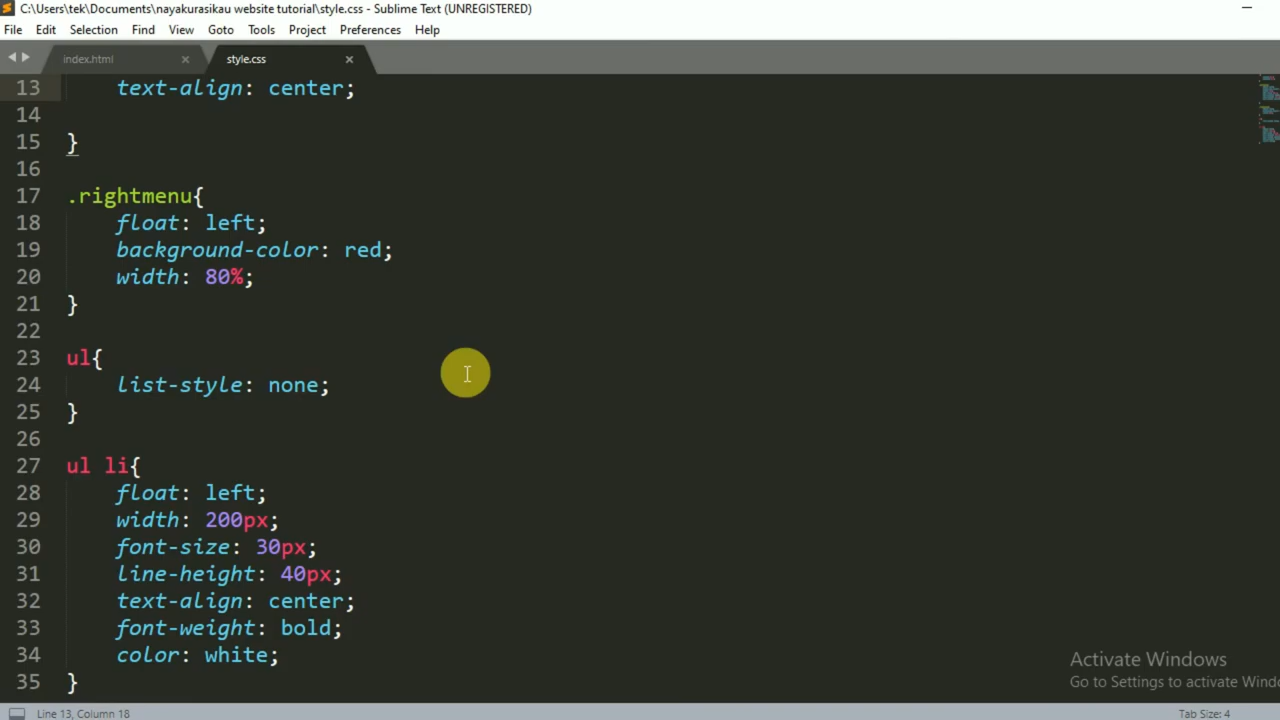 C:\Users\tek\Documents\nayakurasikau website tutorial\style.css - Sublime Text (UNREGISTERED)
File Edit Selection Find View Goto Tools Project Preferences Help
index.html style.css
13 text-align: center;
14
15 }
16
17 .rightmenu{
18 float: left;
19 background-color: red;
20 width: 80%;
21 }
22
23 ul{
24 list-style: none;
25 }
26
27 ul li{
28 float: left;
29 width: 200px;
30 font-size: 30px;
31 line-height: 40px;
32 text-align: center;
33 font-weight: bold;
34 color: white;
35 }
Activate Windows
Go to Settings to activate Wind
Line 13, Column 18 Tab Size: 4